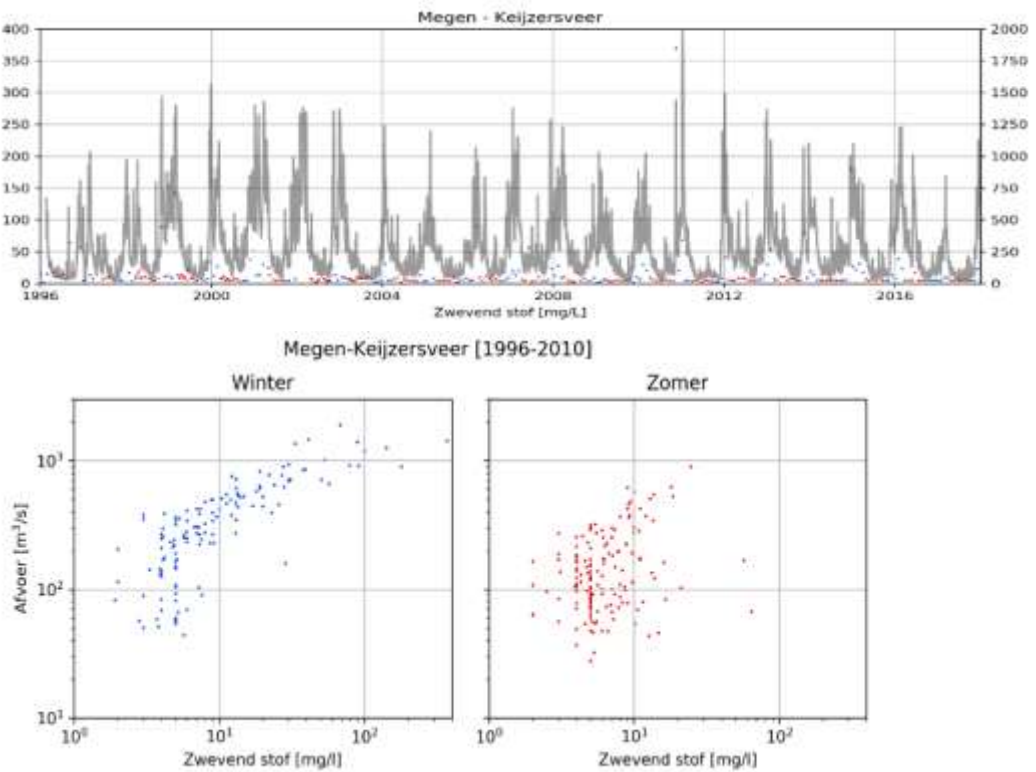 Megen - Keijzersveer
400 2000
350 1750
300 1500
250 1250
200 1000
150 750
100 500
50 250
0 0
1996 2000 2004 2008 2012 2016
Zwevend stof [mg/L]
Megen-Keijzersveer [1996-2010]
Winter Zomer
10³
10²
10¹
Afvoer [m³/s]
10⁰ 10¹ 10² 10⁰ 10¹ 10²
Zwevend stof [mg/l] Zwevend stof [mg/l]